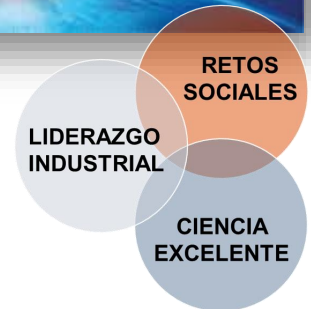 RETOS
SOCIALES
LIDERAZGO
INDUSTRIAL
CIENCIA
EXCELENTE